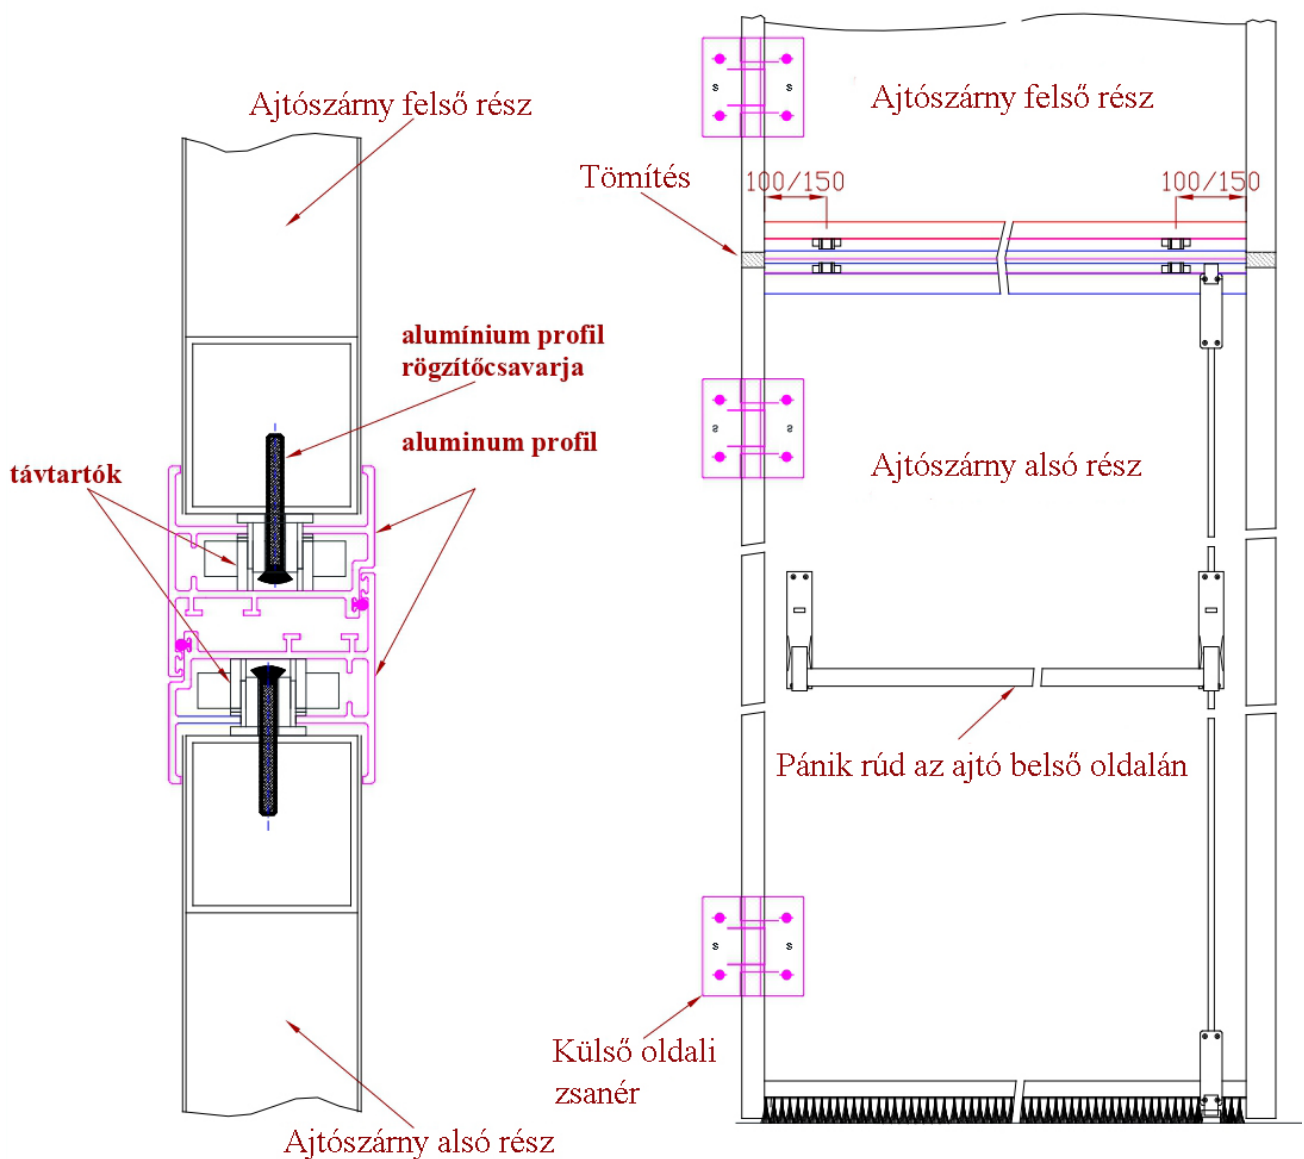 Ajtószárny felső rész
alumínium profil
rögzítőcsavarja
aluminum profil
távtartók
Ajtószárny alsó rész
Ajtószárny felső rész
Tömítés
100/150
100/150
Ajtószárny alsó rész
Pánik rúd az ajtó belső oldalán
Külső oldali
zsanér
s
s
s
s
s
s